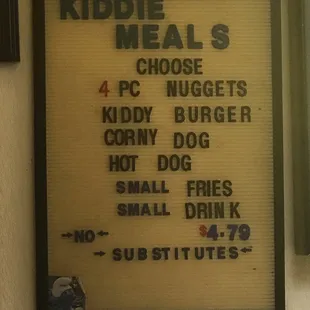 KIDDIE
MEALS
CHOOSE
4 PC NUGGETS
KIDDY BURGER
CORNY DOG
HOT DOG
SMALL FRIES
SMALL DRINK
$4.79
→NO←
→SUBSTITUTES←